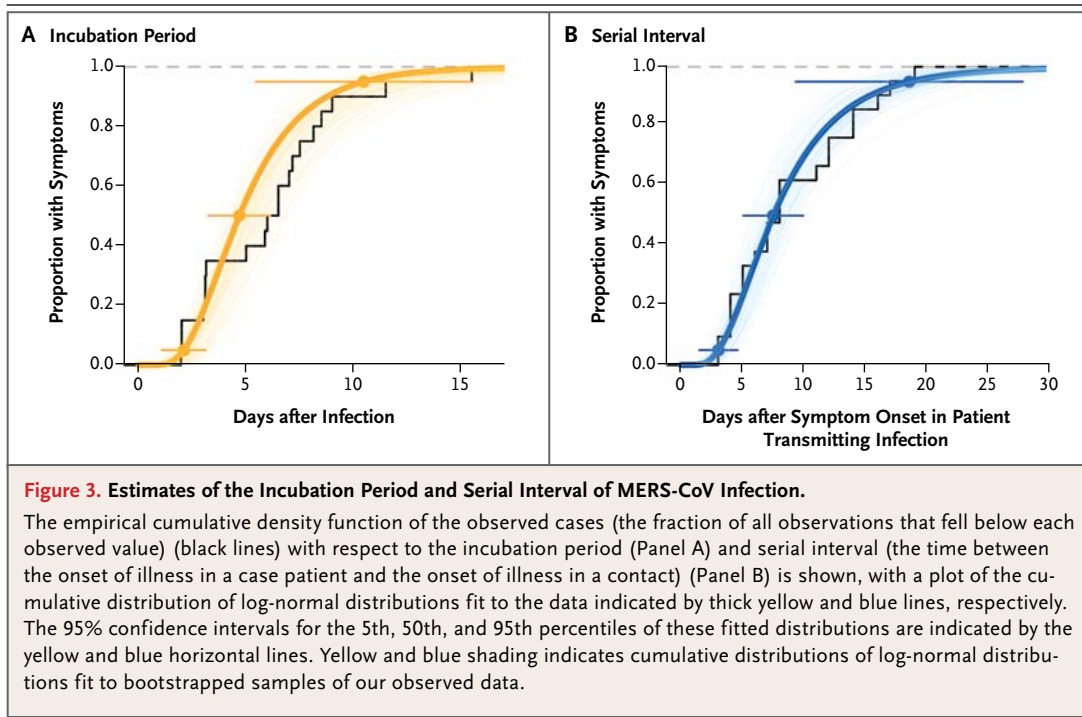 A Incubation Period
1.0
0.8
0.6
0.4
0.2
0.0
Proportion with Symptoms
0
5
10
15
Days after Infection
B Serial Interval
1.0
0.8
0.6
0.4
0.2
0.0
Proportion with Symptoms
0
5
10
15
20
25
30
Days after Symptom Onset in Patient
Transmitting Infection
Figure 3. Estimates of the Incubation Period and Serial Interval of MERS-CoV Infection.
The empirical cumulative density function of the observed cases (the fraction of all observations that fell below each
observed value) (black lines) with respect to the incubation period (Panel A) and serial interval (the time between
the onset of illness in a case patient and the onset of illness in a contact) (Panel B) is shown, with a plot of the cu-
mulative distribution of log-normal distributions fit to the data indicated by thick yellow and blue lines, respectively.
The 95% confidence intervals for the 5th, 50th, and 95th percentiles of these fitted distributions are indicated by the
yellow and blue horizontal lines. Yellow and blue shading indicates cumulative distributions of log-normal distribu-
tions fit to bootstrapped samples of our observed data.